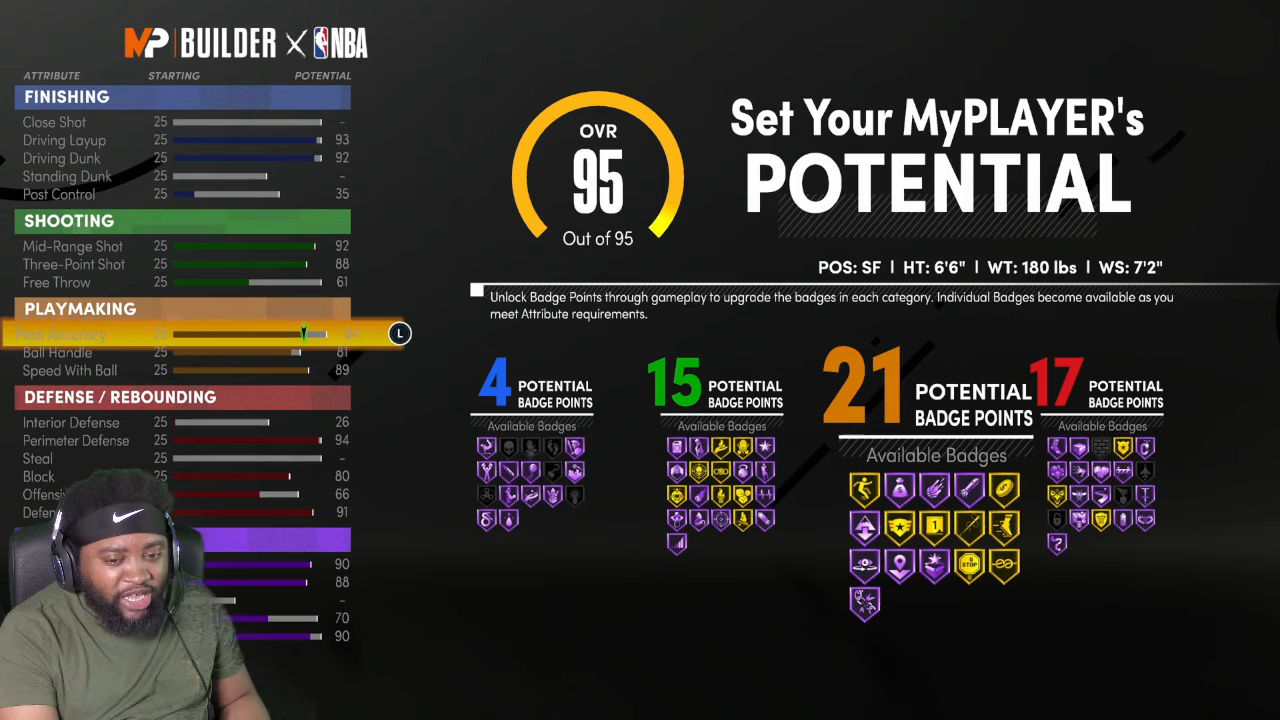 MP | BUILDER X NBA
ATTRIBUTE STARTING POTENTIAL
FINISHING
Close Shot 25 -
Driving Layup 25 93
Driving Dunk 25 92
Standing Dunk 25 -
Post Control 25 35
SHOOTING
Mid-Range Shot 25 92
Three-Point Shot 25 88
Free Throw 25 61
PLAYMAKING
Pass Accuracy 25
L
Ball Handle 25 81
Speed With Ball 25 89
DEFENSE / REBOUNDING
Interior Defense 25 26
Perimeter Defense 25 94
Steal 25 -
Block 25 80
Offensi 25 66
Defen 25 91
90
88
-
70
90
OVR
95
Out of 95
Set Your MyPLAYER's
POTENTIAL
POS: SF | HT: 6'6" | WT: 180 lbs | WS: 7'2"
Unlock Badge Points through gameplay to upgrade the badges in each category. Individual Badges become available as you
meet Attribute requirements.
4 POTENTIAL
BADGE POINTS
Available Badges
15 POTENTIAL
BADGE POINTS
Available Badges
21 POTENTIAL
BADGE POINTS
Available Badges
1
STOP
17 POTENTIAL
BADGE POINTS
Available Badges